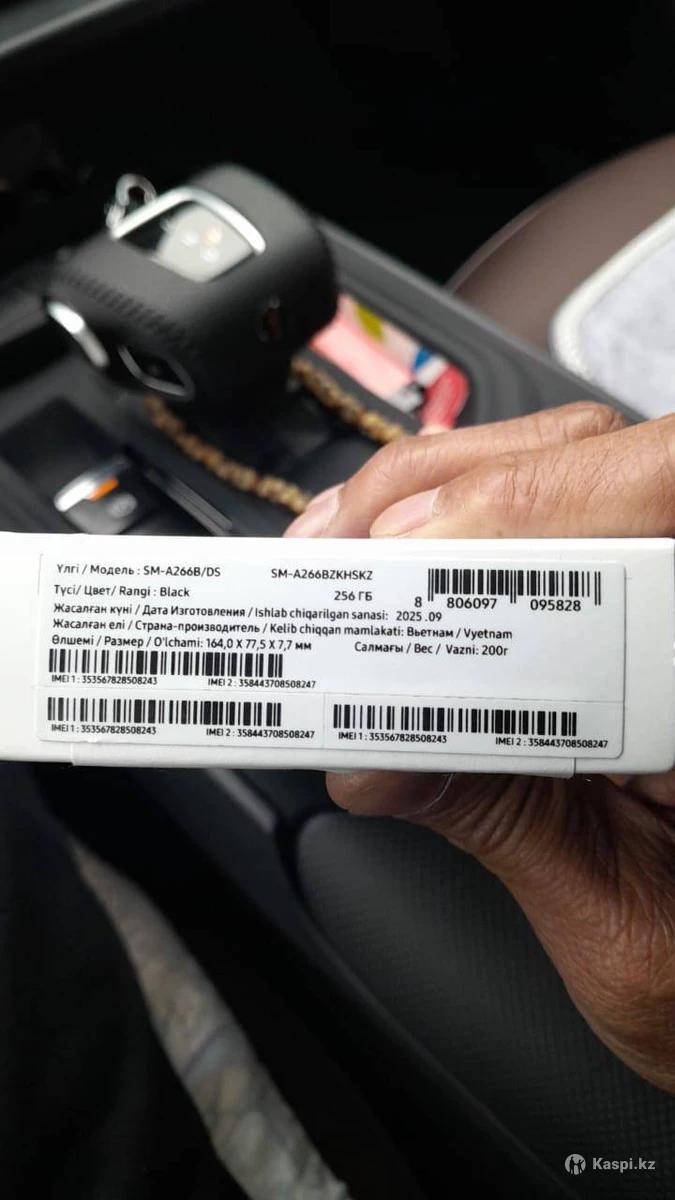 Үлгі / Модель : SM-A266B/DS SM-A266BZKHSKZ
Түсі/ Цвет/ Rangi : Black 256 ГБ
8 806097 095828
Жасалған күні / Дата Изготовления / Ishlab chiqarilgan sanasi: 2025 .09
Жасалған елі / Страна-производитель / Kelib chiqqan mamlakati: Вьетнам / Vyetnam
Өлшемі / Размер / O'lchami: 164,0 X 77,5 X 7,7 мм Салмағы / Вес / Vazni: 200г
IMEI 1 : 353567828508243 IMEI 2 : 358443708508247
IMEI 1 : 353567828508243 IMEI 2 : 358443708508247
IMEI 1 : 353567828508243 IMEI 2 : 358443708508247
Kaspi.kz